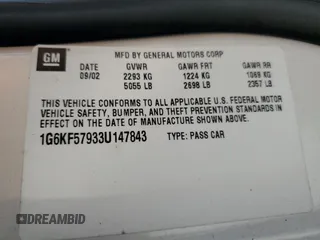 GM
MFD BY GENERAL MOTORS CORP
DATE GVWR GAWR FRT GAWR RR
09/02 2293 KG 1224 KG 1069 KG
5055 LB 2698 LB 2357 LB
THIS VEHICLE CONFORMS TO ALL APPLICABLE U.S. FEDERAL MOTOR
VEHICLE SAFETY, BUMPER, AND THEFT PREVENTION STANDARDS IN
EFFECT ON THE DATE OF MANUFACTURE SHOWN ABOVE.
1G6KF57933U147843 TYPE: PASS CAR
DREAMBID